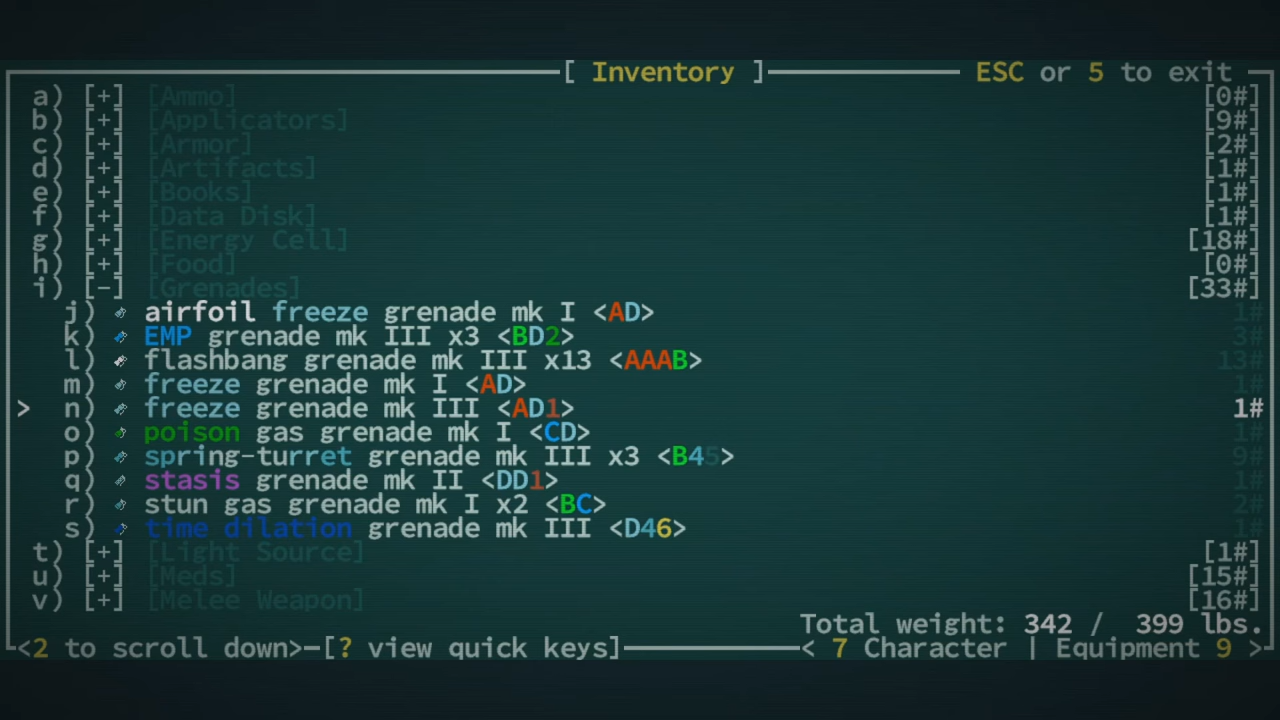 [ Inventory ] ESC or 5 to exit
a) [+] [Ammo] [0#]
b) [+] [Applicators] [9#]
c) [+] [Armor] [2#]
d) [+] [Artifacts] [1#]
e) [+] [Books] [1#]
f) [+] [Data Disk] [1#]
g) [+] [Energy Cell] [18#]
h) [+] [Food] [0#]
i) [-] [Grenades] [33#]
j) airfoil freeze grenade mk I <AD> 1#
k) EMP grenade mk III x3 <BD2> 3#
l) flashbang grenade mk III x13 <AAAB> 13#
m) freeze grenade mk I <AD> 1#
> n) freeze grenade mk III <AD1> 1#
o) poison gas grenade mk I <CD> 1#
p) spring-turret grenade mk III x3 <B45> 9#
q) stasis grenade mk II <DD1> 1#
r) stun gas grenade mk I x2 <BC> 2#
s) time dilation grenade mk III <D46> 1#
t) [+] [Light Source] [1#]
u) [+] [Meds] [15#]
v) [+] [Melee Weapon] [16#]
Total weight: 342 / 399 lbs.
<2 to scroll down> [? view quick keys] < 7 Character | Equipment 9 >